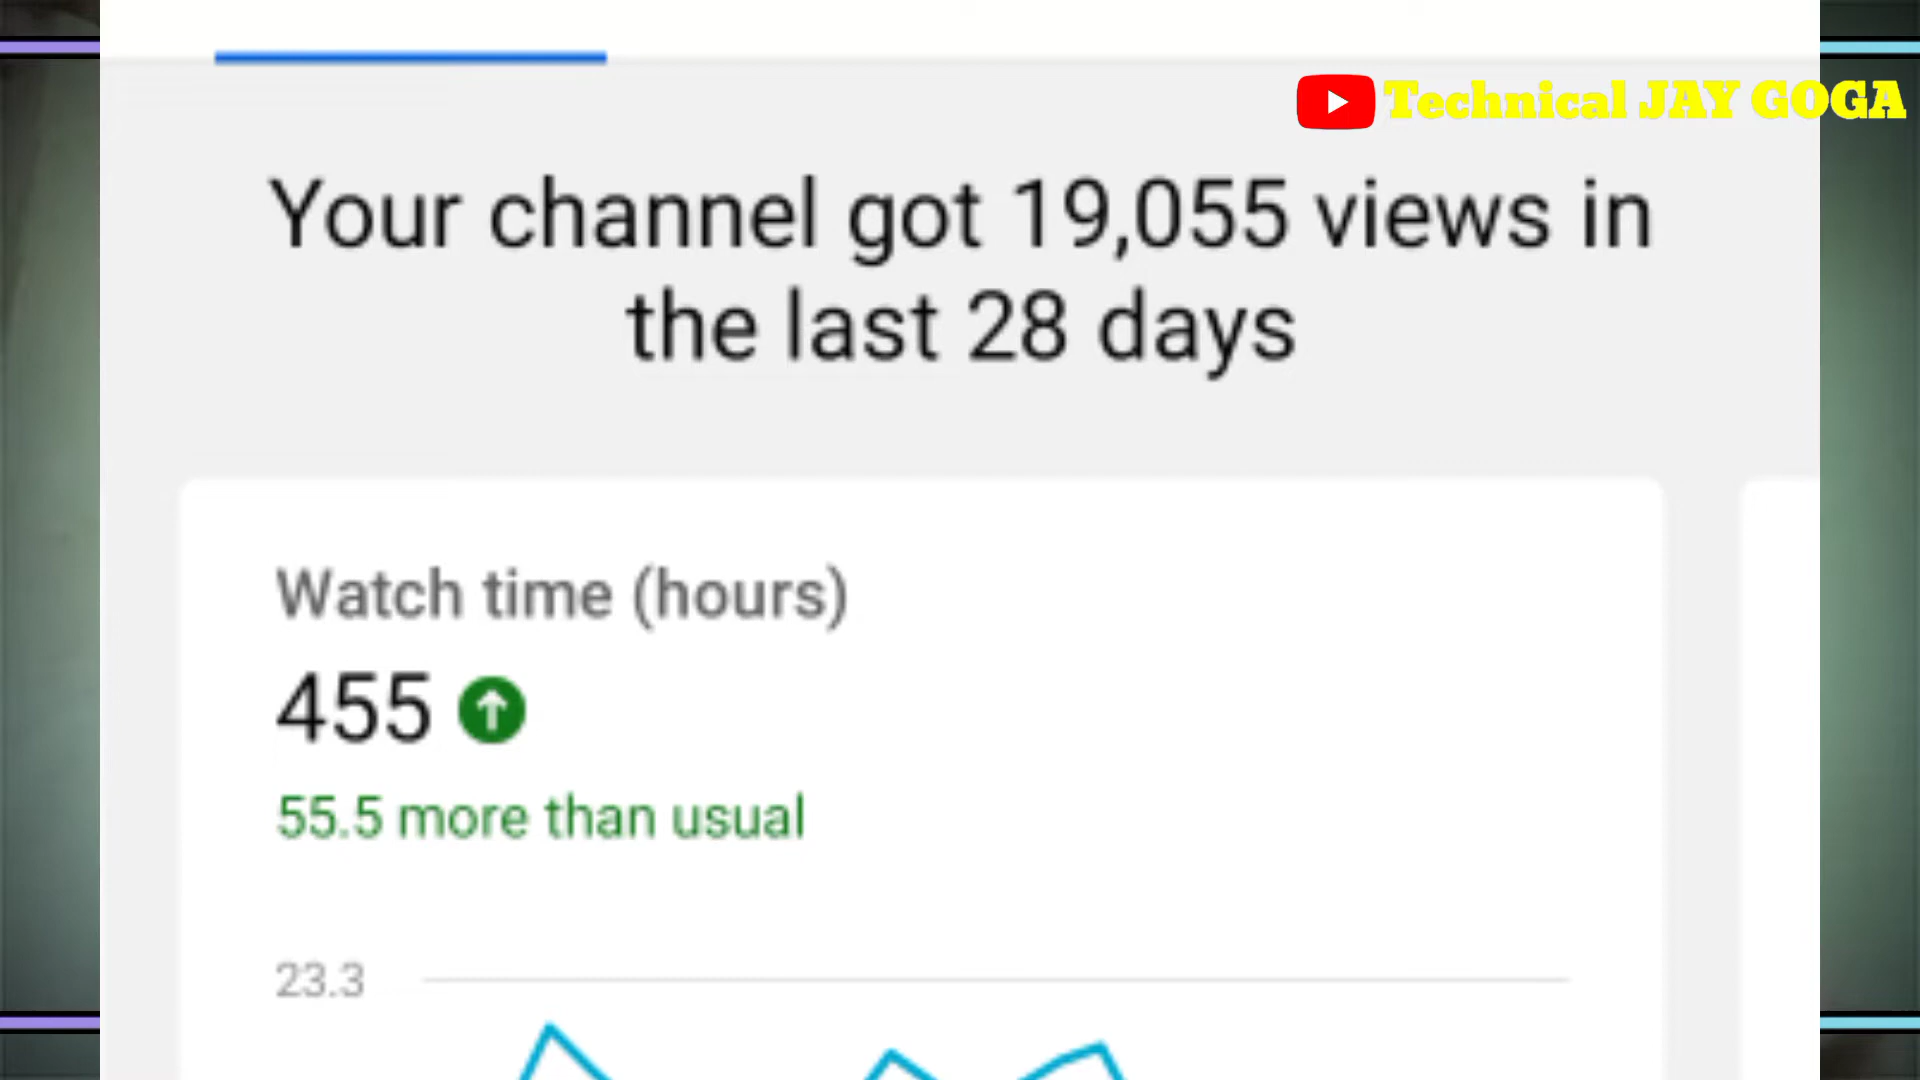 Technical JAY GOGA
Your channel got 19,055 views in
the last 28 days
Watch time (hours)
455
55.5 more than usual
23.3